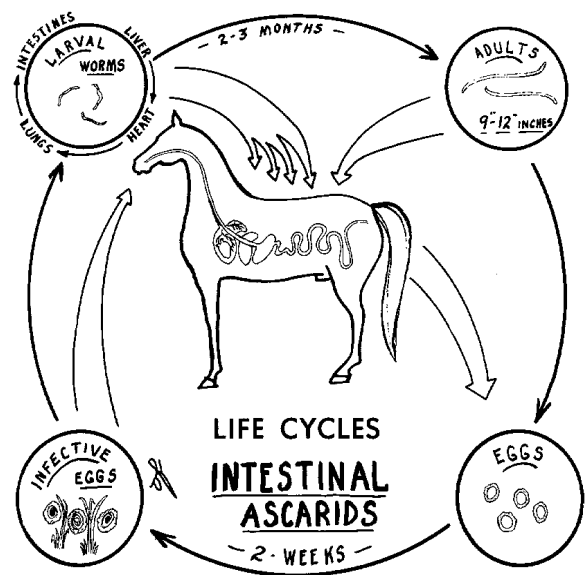 INTESTINES
LIVER
HEART
LUNGS
LARVAL
WORMS
- 2-3 MONTHS -
ADULTS
9"-12" INCHES
LIFE CYCLES
INTESTINAL
ASCARIDS
INFECTIVE
EGGS
EGGS
- 2-WEEKS -